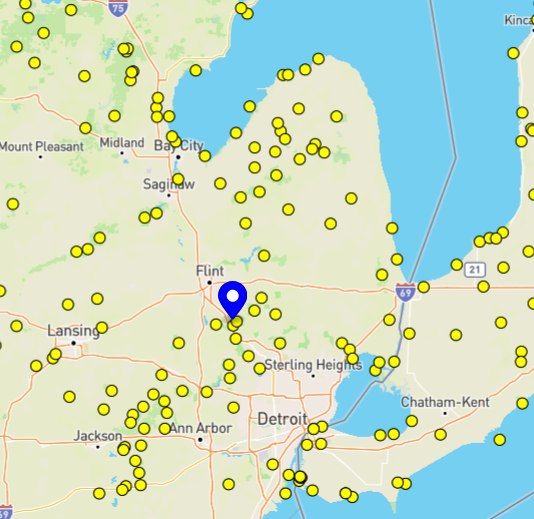 75
Kinca
Mount Pleasant
Midland
Bay City
Saginaw
Flint
21
69
Lansing
Sterling Heights
Chatham-Kent
Detroit
Jackson
Ann Arbor
69